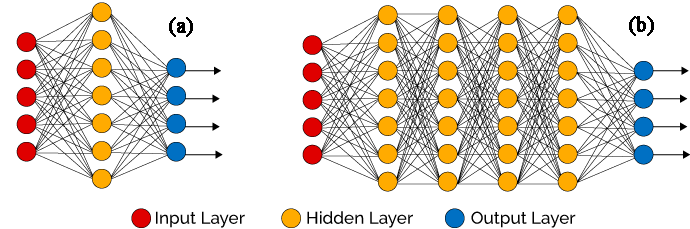 (a)
(b)
Input Layer Hidden Layer Output Layer